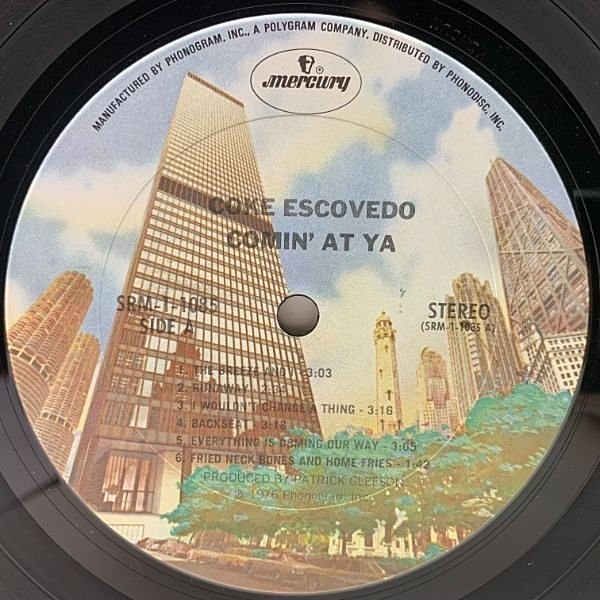 MANUFACTURED BY PHONOGRAM, INC., A POLYGRAM COMPANY. DISTRIBUTED BY PHONODISC, INC.
mercury
COKE ESCOVEDO
COMIN' AT YA
SRM-1-1085
SIDE A
STEREO
(SRM-1-1085 A)
1. THE BREEZE AND I - 3:03
2. RUNAWAY -
3. I WOULDN'T CHANGE A THING - 3:16
4. BACKSEAT - 3:18
5. EVERYTHING IS COMING OUR WAY - 3:05
6. FRIED NECK BONES AND HOME FRIES - 1:42
PRODUCED BY PATRICK GLEESON
℗ 1976 Phonogram Inc.